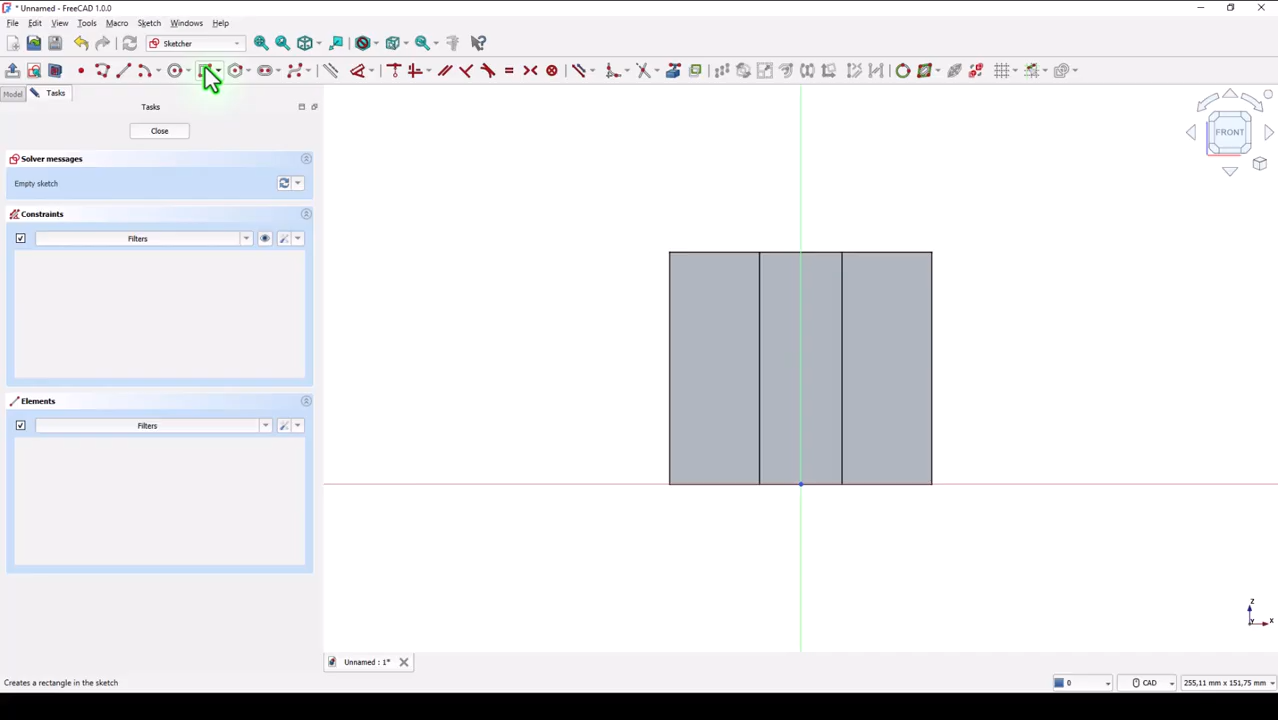 * Unnamed - FreeCAD 1.0.0
File Edit View Tools Macro Sketch Windows Help
Sketcher
Model Tasks
Tasks
Close
Solver messages
Empty sketch
Constraints
Filters
Elements
Filters
FRONT
Z
Y
X
Unnamed : 1*
Creates a rectangle in the sketch
0
CAD
255,11 mm x 151,75 mm